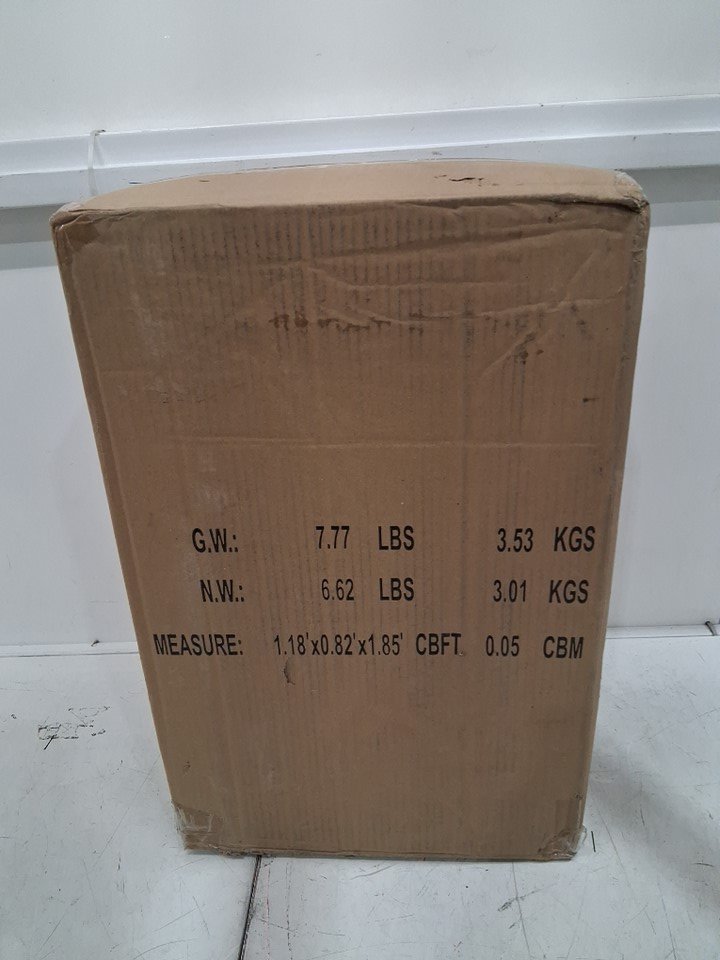 G.W.: 7.77 LBS 3.53 KGS
N.W.: 6.62 LBS 3.01 KGS
MEASURE: 1.18'x0.82'x1.85' CBFT. 0.05 CBM